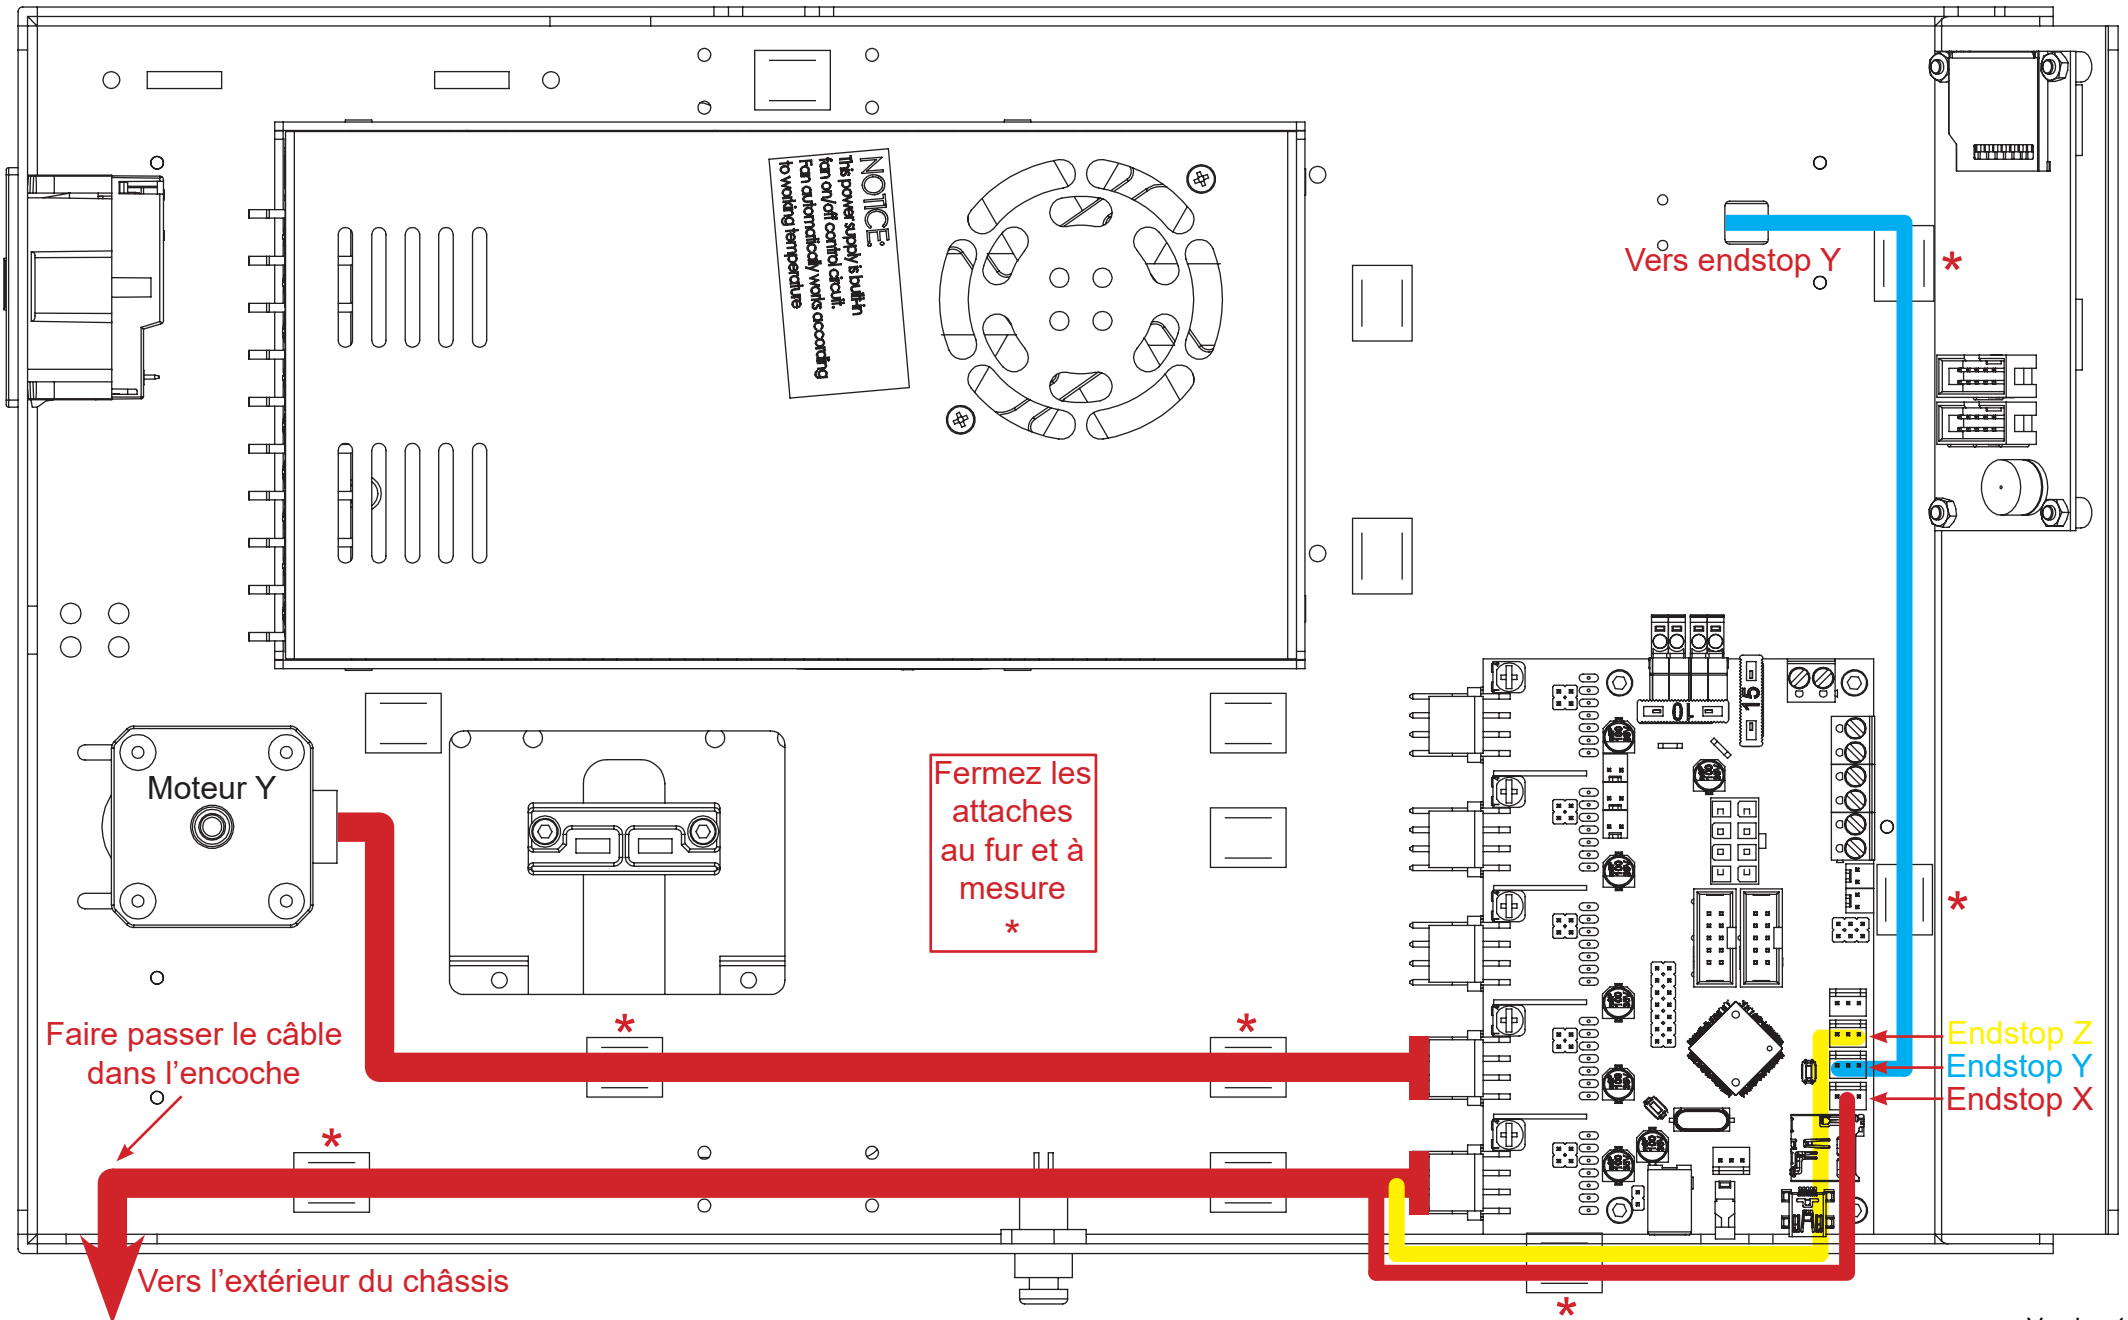 NOTICE:
This power supply is built-in
fan on/off control circuit.
Fan automatically works according
to working temperature
Vers endstop Y
*
15
10
Moteur Y
Fermez les
attaches
au fur et à
mesure
*
*
*
*
Faire passer le câble
dans l’encoche
Endstop Z
Endstop Y
Endstop X
*
Vers l’extérieur du châssis
*